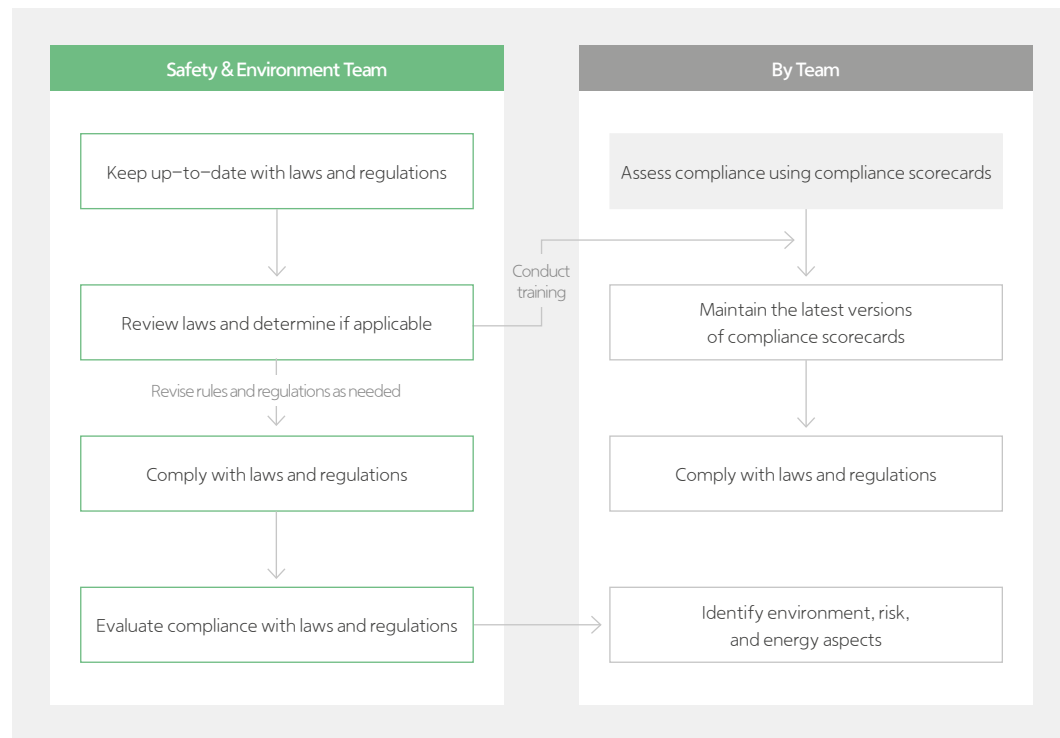 Safety & Environment Team
Keep up-to-date with laws and regulations
Review laws and determine if applicable
Revise rules and regulations as needed
Comply with laws and regulations
Evaluate compliance with laws and regulations
Conduct
training
By Team
Assess compliance using compliance scorecards
Maintain the latest versions
of compliance scorecards
Comply with laws and regulations
Identify environment, risk,
and energy aspects